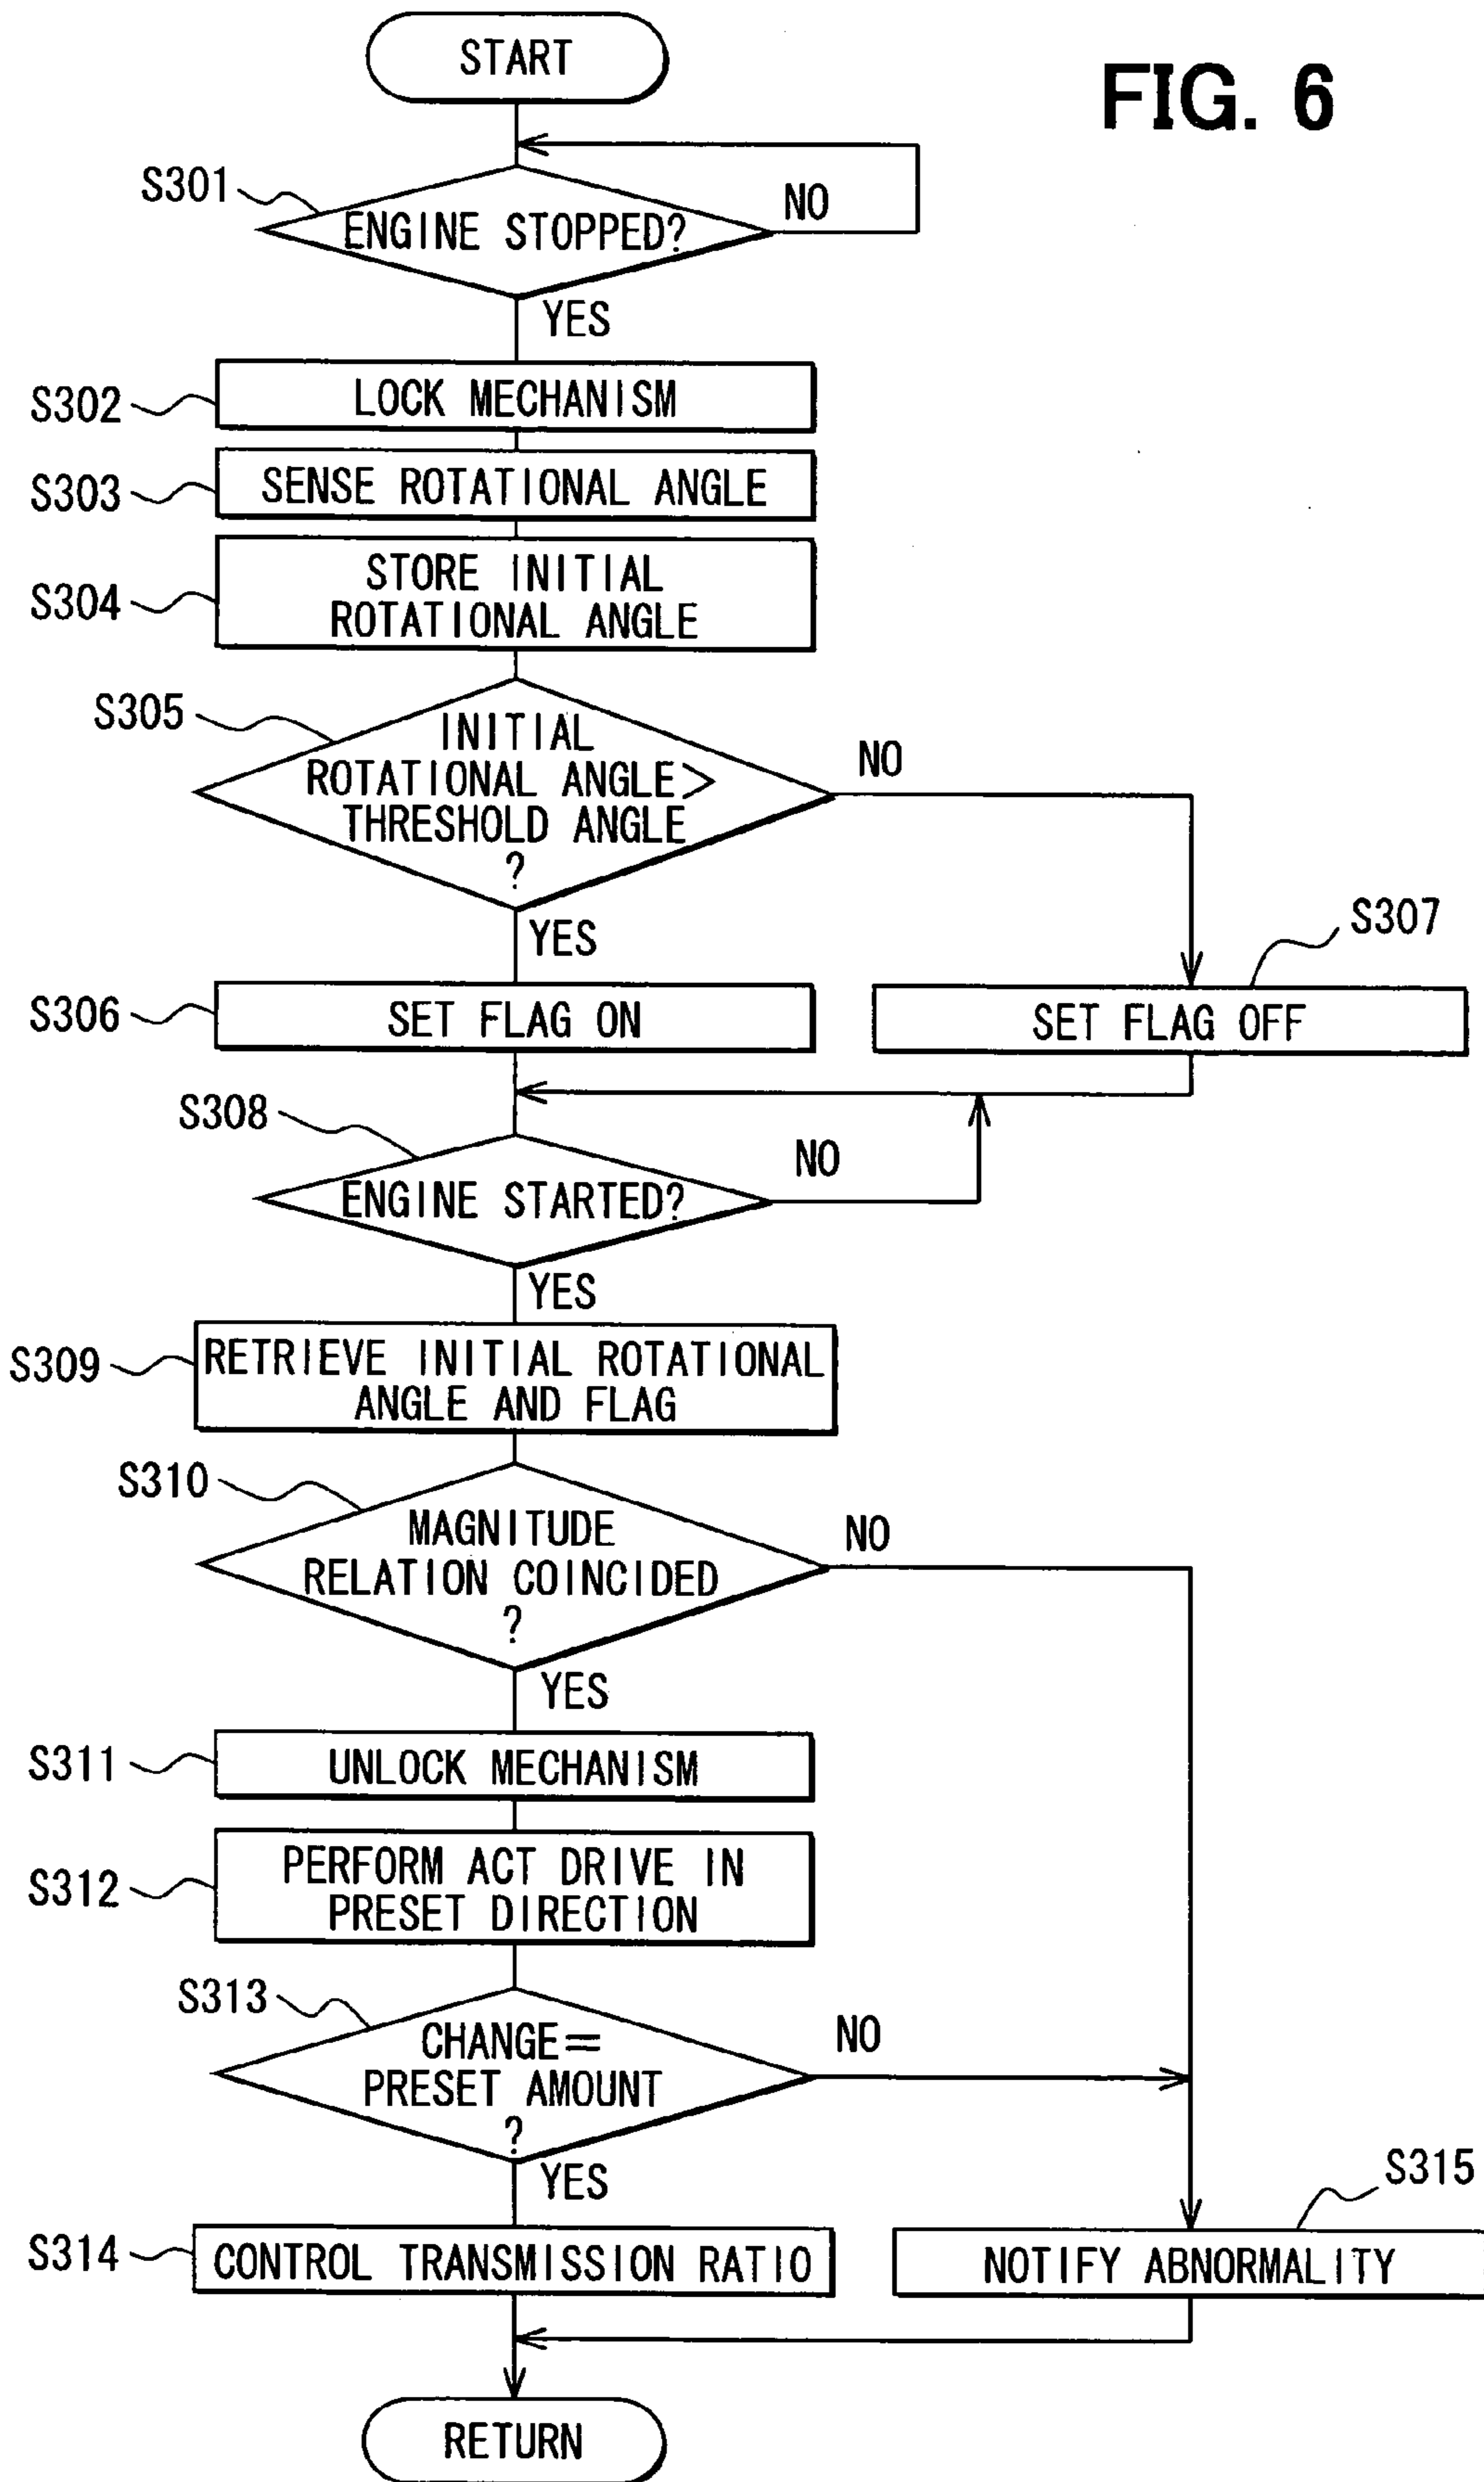 FIG. 6
START
S301
ENGINE STOPPED?
NO
YES
S302
LOCK MECHANISM
S303
SENSE ROTATIONAL ANGLE
S304
STORE INITIAL
ROTATIONAL ANGLE
S305
INITIAL
ROTATIONAL ANGLE>
THRESHOLD ANGLE
?
NO
YES
S306
SET FLAG ON
S307
SET FLAG OFF
S308
ENGINE STARTED?
NO
YES
S309
RETRIEVE INITIAL ROTATIONAL
ANGLE AND FLAG
S310
MAGNITUDE
RELATION COINCIDED
?
NO
YES
S311
UNLOCK MECHANISM
S312
PERFORM ACT DRIVE IN
PRESET DIRECTION
S313
CHANGE=
PRESET AMOUNT
?
NO
YES
S314
CONTROL TRANSMISSION RATIO
S315
NOTIFY ABNORMALITY
RETURN